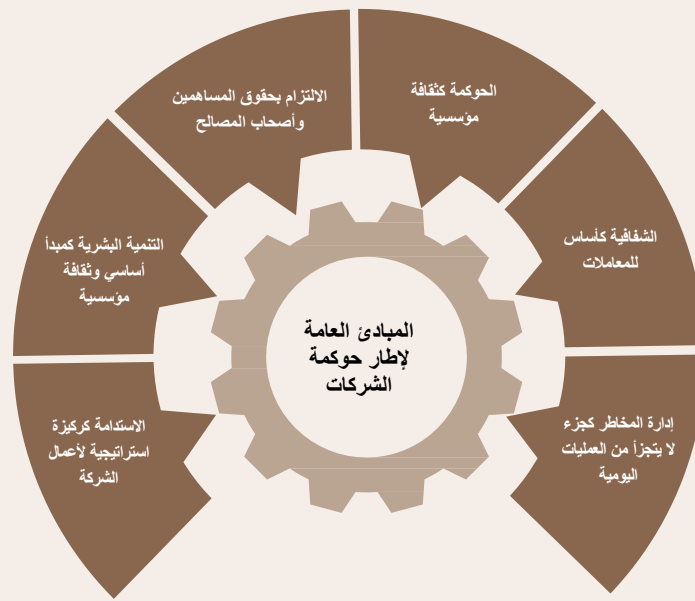 المبادئ العامة
لإطار حوكمة
الشركات
إدارة المخاطر كجزء
لا يتجزأ من العمليات
اليومية
الشفافية كأساس
للمعاملات
الحوكمة كثقافة
مؤسسية
الالتزام بحقوق المساهمين
وأصحاب المصالح
التنمية البشرية كمبدأ
أساسي وثقافة
مؤسسية
الاستدامة كركيزة
استراتيجية لأعمال
الشركة